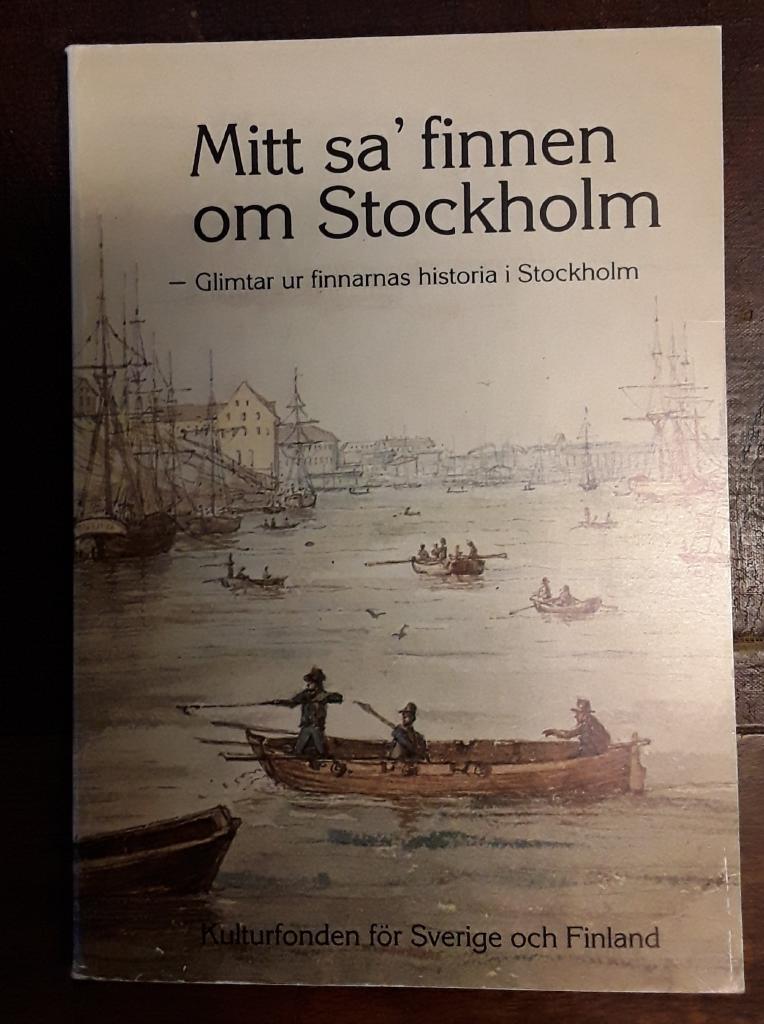 Mitt sa’ finnen
om Stockholm
– Glimtar ur finnarnas historia i Stockholm
Kulturfonden för Sverige och Finland